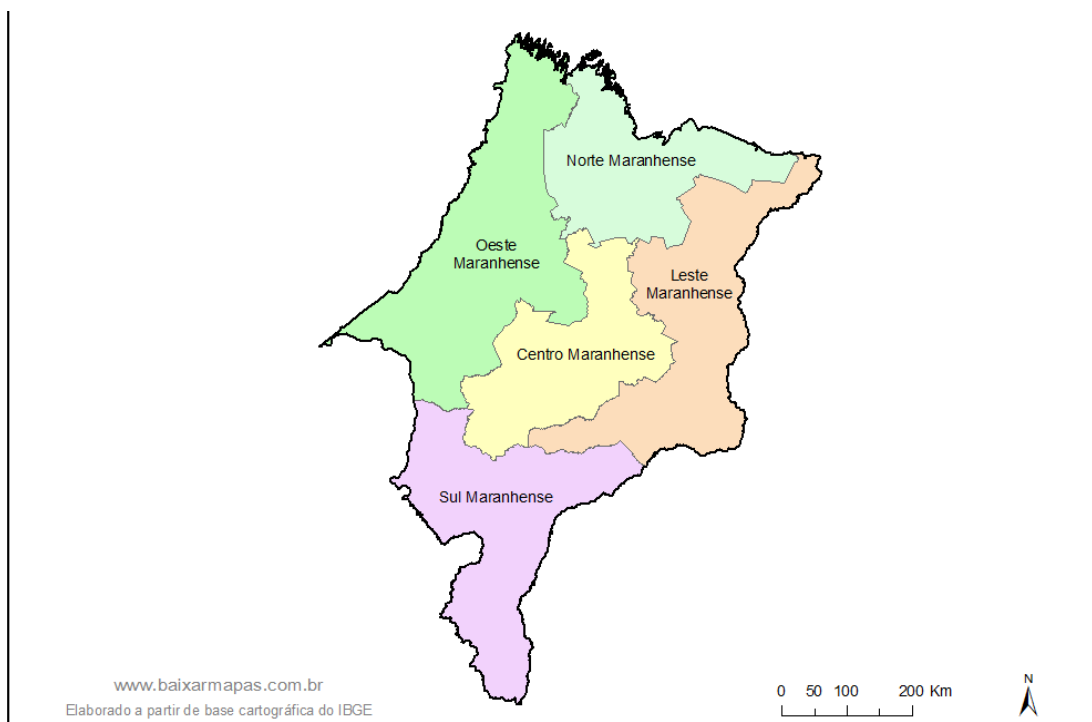 Norte Maranhense
Oeste
Maranhense
Leste
Maranhense
Centro Maranhense
Sul Maranhense
www.baixarmapas.com.br
Elaborado a partir de base cartográfica do IBGE
0 50 100 200 Km
N